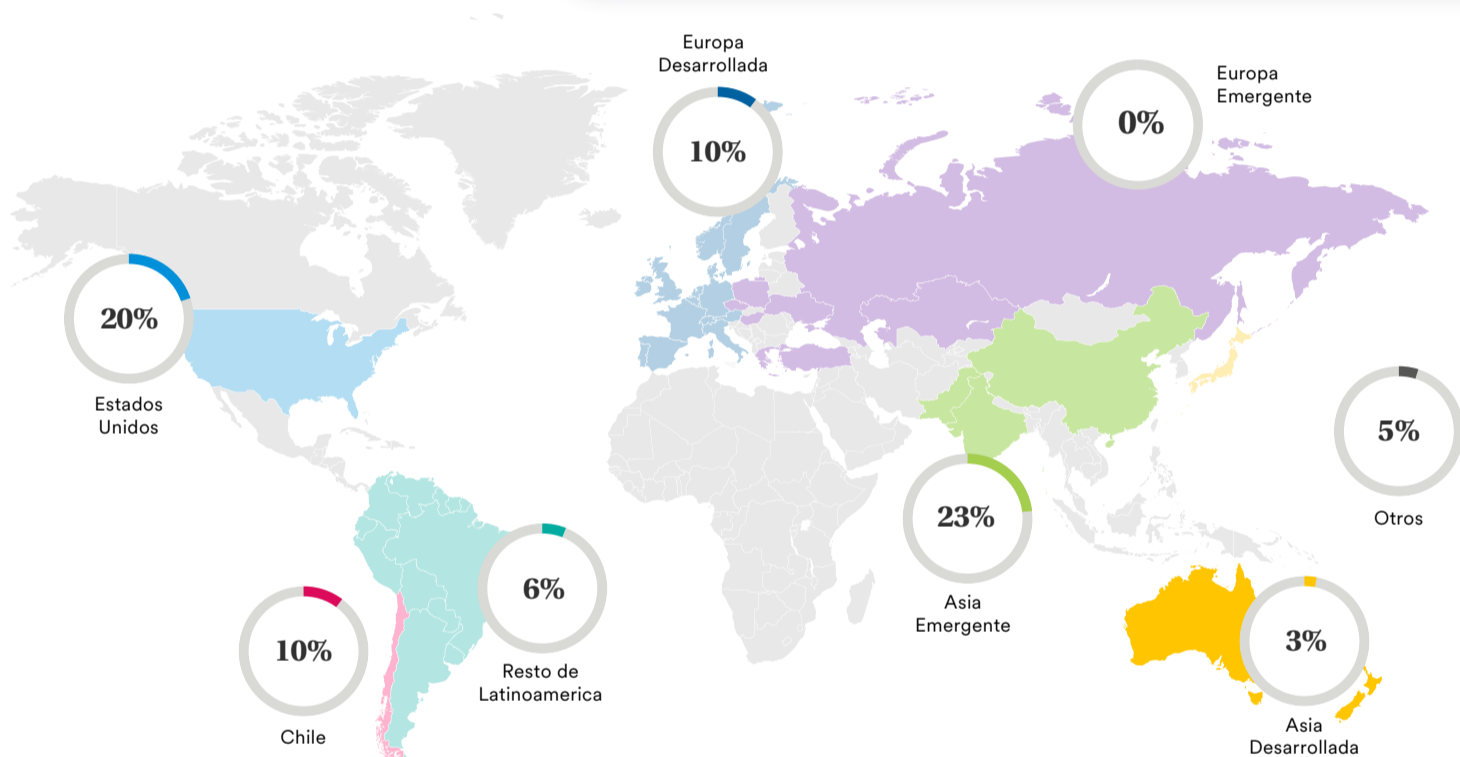 Europa
Desarrollada
10%
Europa
Emergente
0%
20%
Estados
Unidos
5%
Otros
23%
Asia
Emergente
6%
Resto de
Latinoamerica
10%
Chile
3%
Asia
Desarrollada